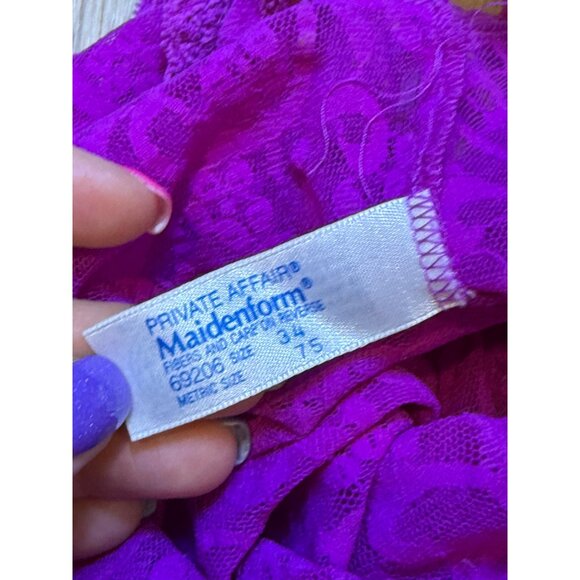 PRIVATE AFFAIR®
Maidenform®
FIBERS AND CARE ON REVERSE
69206 SIZE 34
METRIC SIZE 75